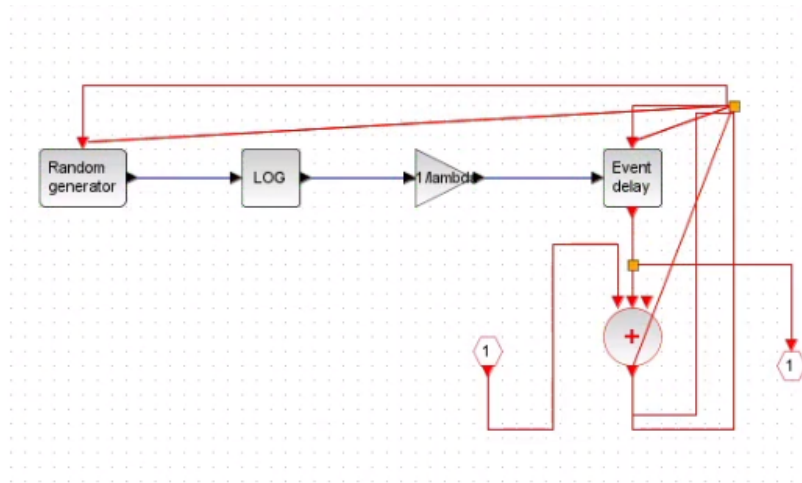 Random
generator
LOG
1/lambda
Event
delay
+
1
1